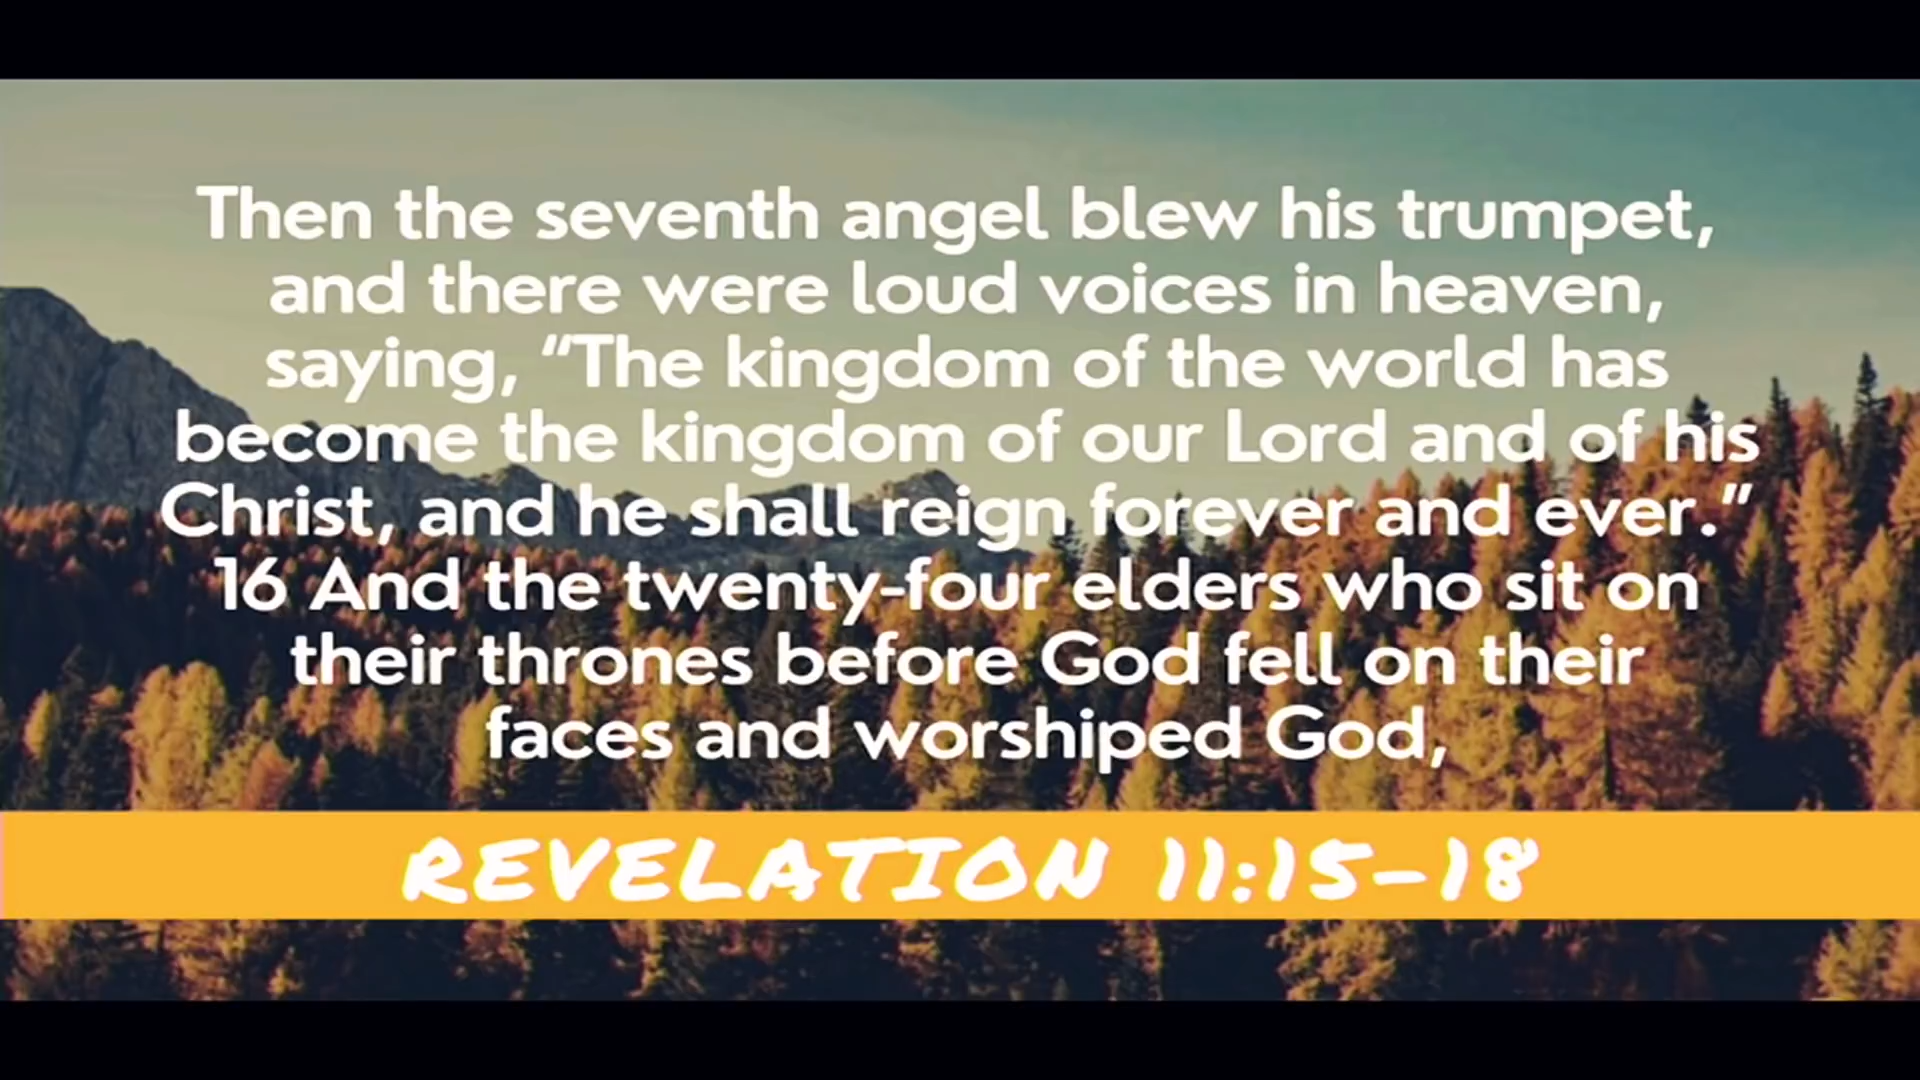 Then the seventh angel blew his trumpet,
and there were loud voices in heaven,
saying, “The kingdom of the world has
become the kingdom of our Lord and of his
Christ, and he shall reign forever and ever.”
16 And the twenty-four elders who sit on
their thrones before God fell on their
faces and worshiped God,
REVELATION 11:15-18